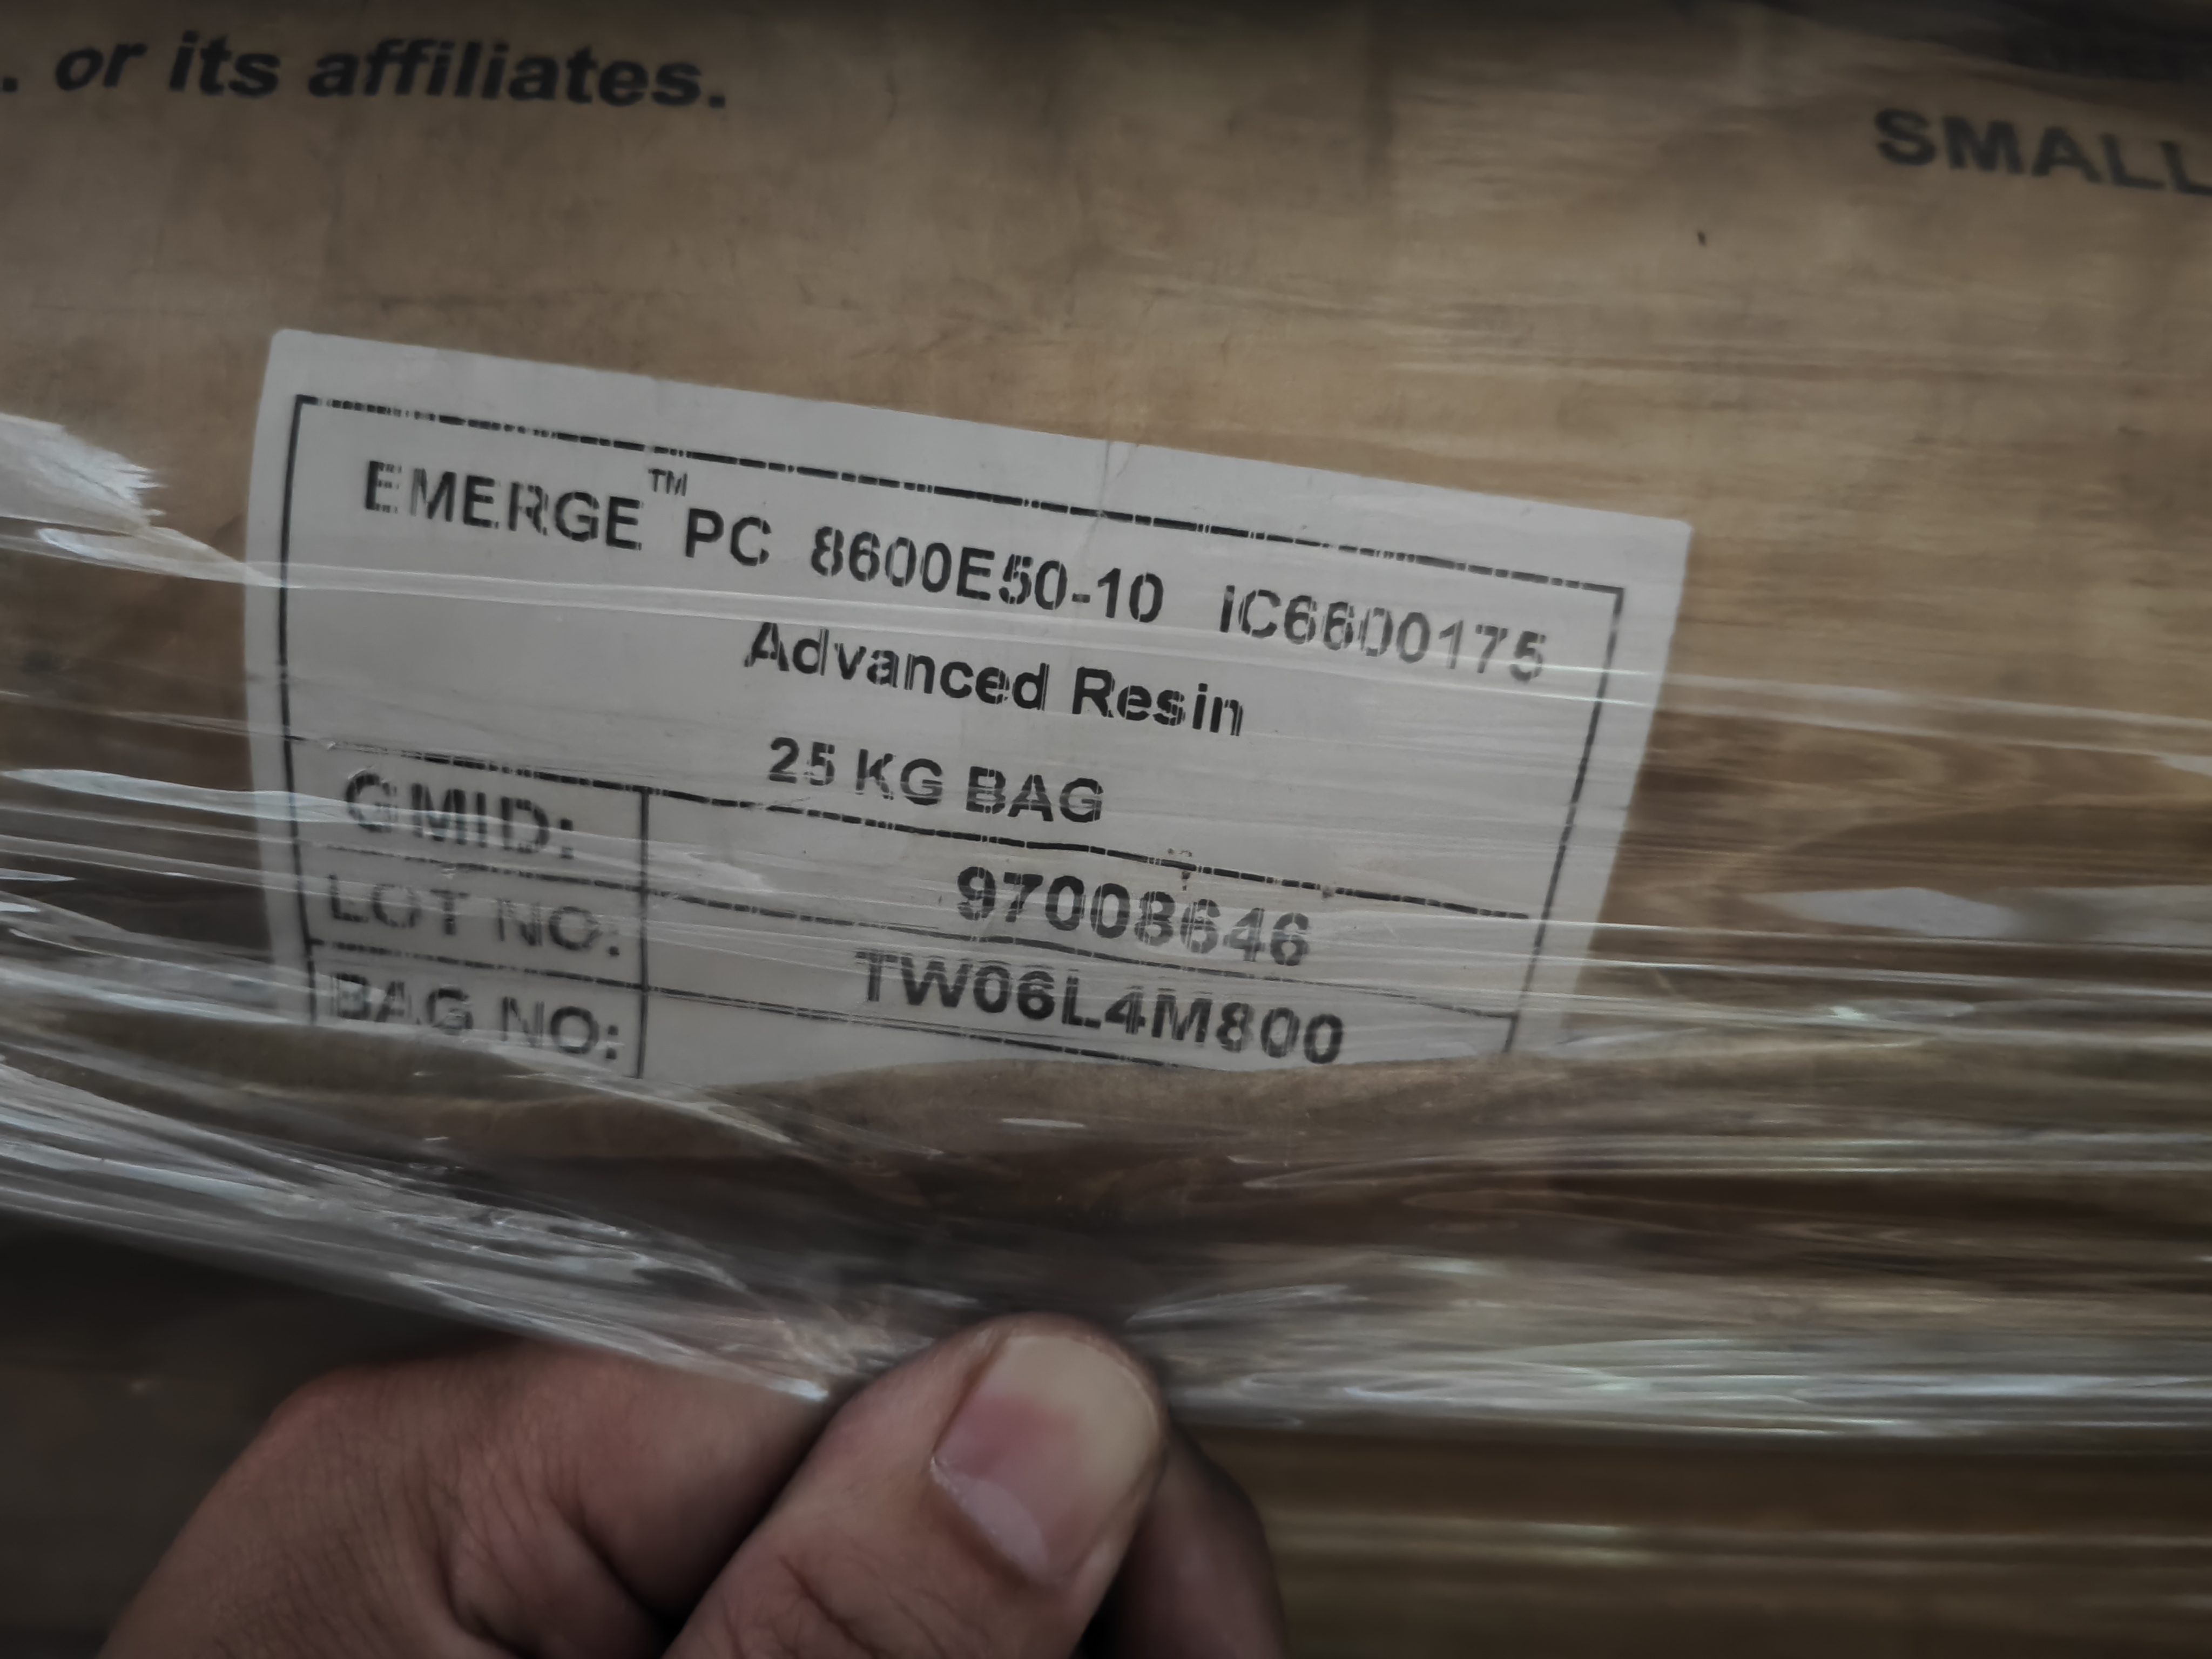 . or its affiliates.
SMALL
EMERGE™ PC 8600E50-10 IC6600175
Advanced Resin
25 KG BAG
GMID: 97008646
LOT NO: TW06L4M800
BAG NO: